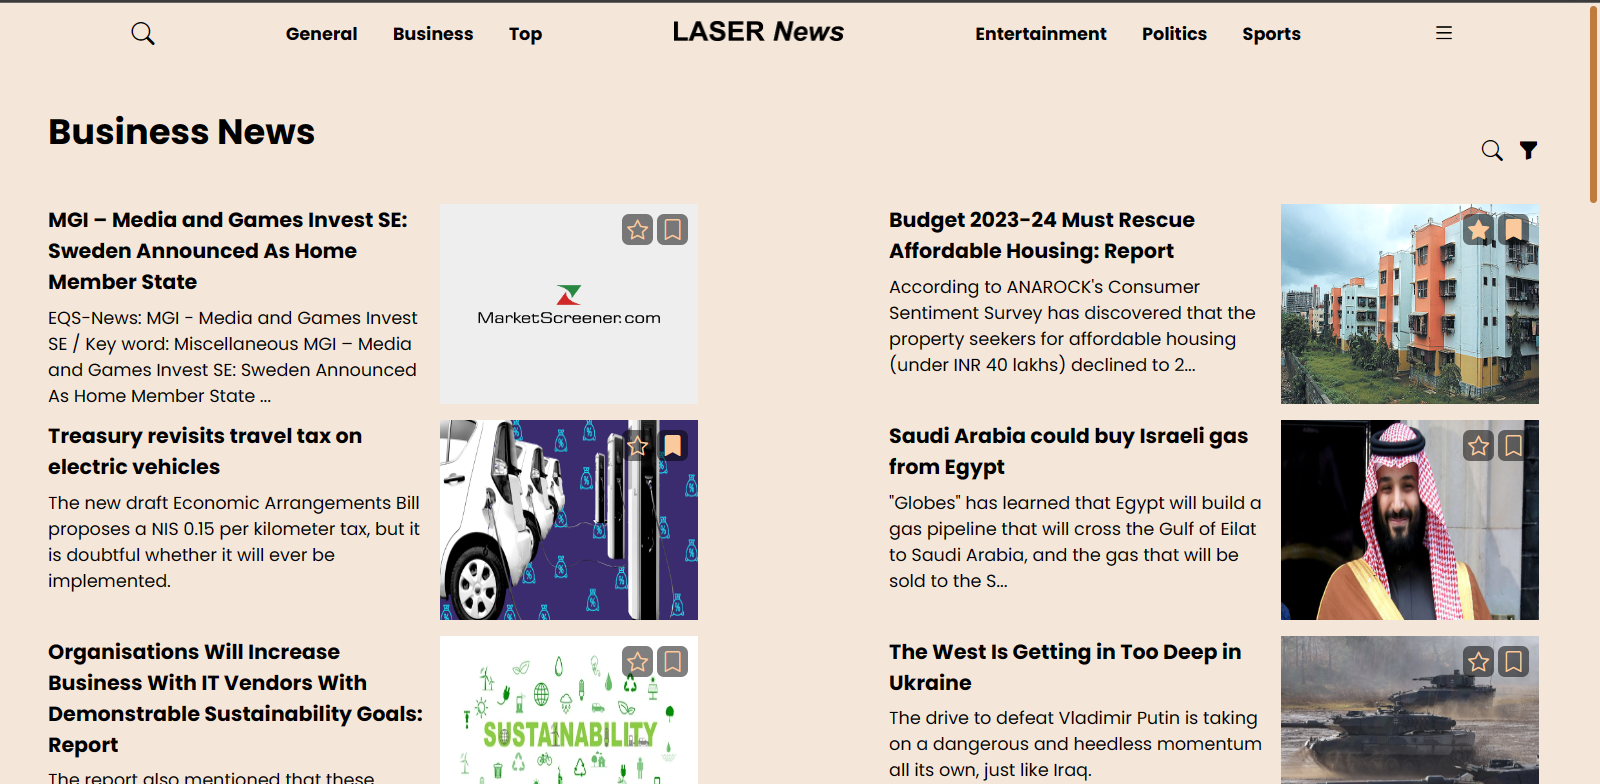 General Business Top LASER News Entertainment Politics Sports
Business News
MGI – Media and Games Invest SE:
Sweden Announced As Home
Member State
EQS-News: MGI - Media and Games Invest
SE / Key word: Miscellaneous MGI – Media
and Games Invest SE: Sweden Announced
As Home Member State ...
MarketScreener.com
Budget 2023-24 Must Rescue
Affordable Housing: Report
According to ANAROCK's Consumer
Sentiment Survey has discovered that the
property seekers for affordable housing
(under INR 40 lakhs) declined to 2...
Treasury revisits travel tax on
electric vehicles
The new draft Economic Arrangements Bill
proposes a NIS 0.15 per kilometer tax, but it
is doubtful whether it will ever be
implemented.
Saudi Arabia could buy Israeli gas
from Egypt
"Globes" has learned that Egypt will build a
gas pipeline that will cross the Gulf of Eilat
to Saudi Arabia, and the gas that will be
sold to the S...
Organisations Will Increase
Business With IT Vendors With
Demonstrable Sustainability Goals:
Report
The report also mentioned that these
SUSTAINABILITY
The West Is Getting in Too Deep in
Ukraine
The drive to defeat Vladimir Putin is taking
on a dangerous and heedless momentum
all its own, just like Iraq.